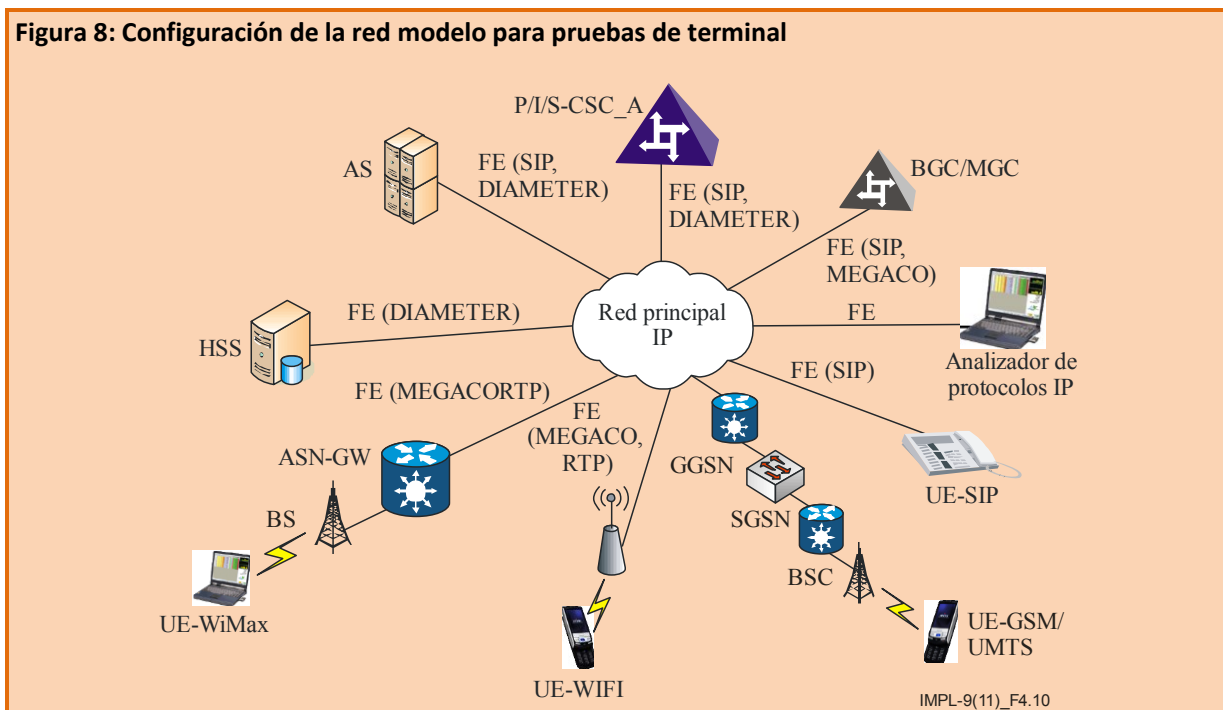 Figura 8: Configuración de la red modelo para pruebas de terminal
P/I/S-CSC_A
AS
FE (SIP,
DIAMETER)
FE (SIP,
DIAMETER)
BGC/MGC
FE (SIP,
MEGACO)
Red principal
IP
FE
Analizador de
protocolos IP
HSS
FE (DIAMETER)
FE (SIP)
UE-SIP
FE (MEGACORTP)
FE
(MEGACO,
RTP)
ASN-GW
BS
UE-WiMax
UE-WIFI
GGSN
SGSN
BSC
UE-GSM/
UMTS
IMPL-9(11)_F4.10